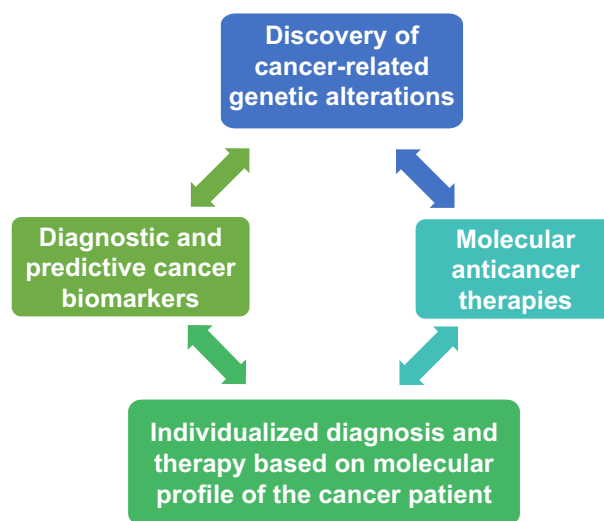 Discovery of
cancer-related
genetic alterations
Diagnostic and
predictive cancer
biomarkers
Molecular
anticancer
therapies
Individualized diagnosis and
therapy based on molecular
profile of the cancer patient